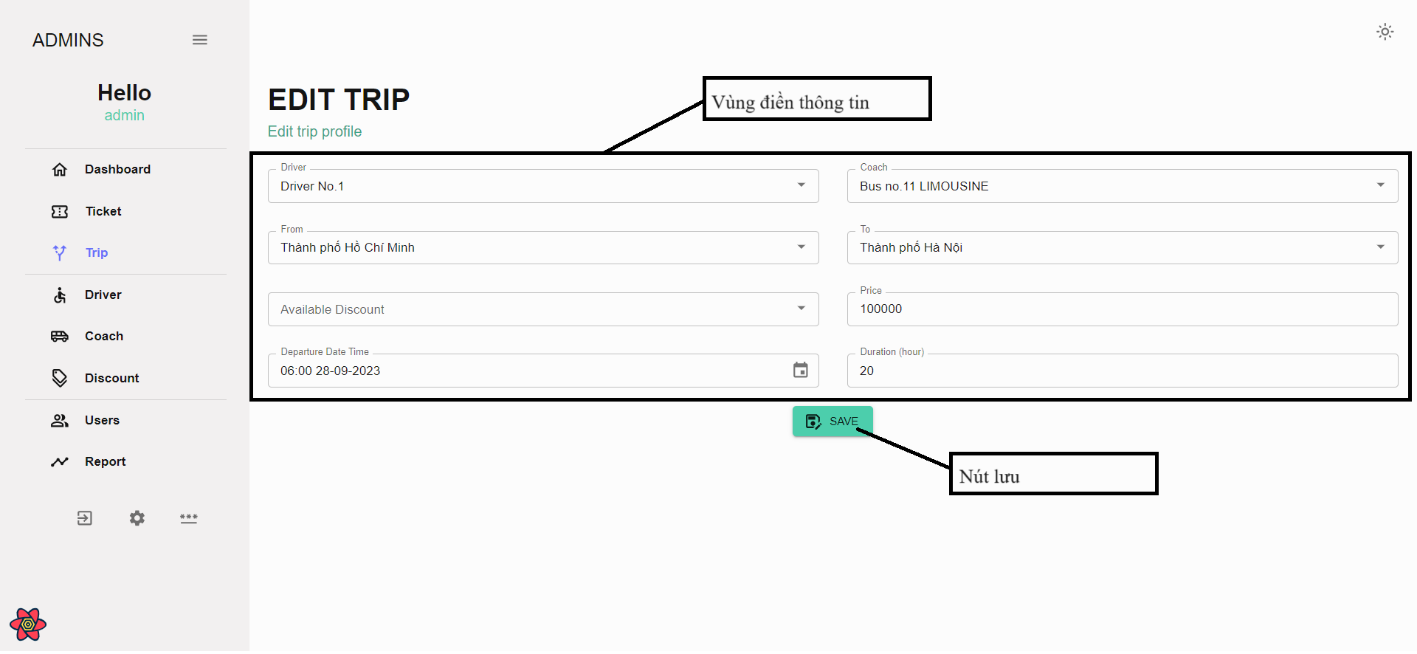 ADMINS
Hello
admin
Dashboard
Ticket
Trip
Driver
Coach
Discount
Users
Report
***
EDIT TRIP
Edit trip profile
Vùng điền thông tin
Driver
Driver No.1
Coach
Bus no.11 LIMOUSINE
From
Thành phố Hồ Chí Minh
To
Thành phố Hà Nội
Available Discount
Price
100000
Departure Date Time
06:00 28-09-2023
Duration (hour)
20
SAVE
Nút lưu